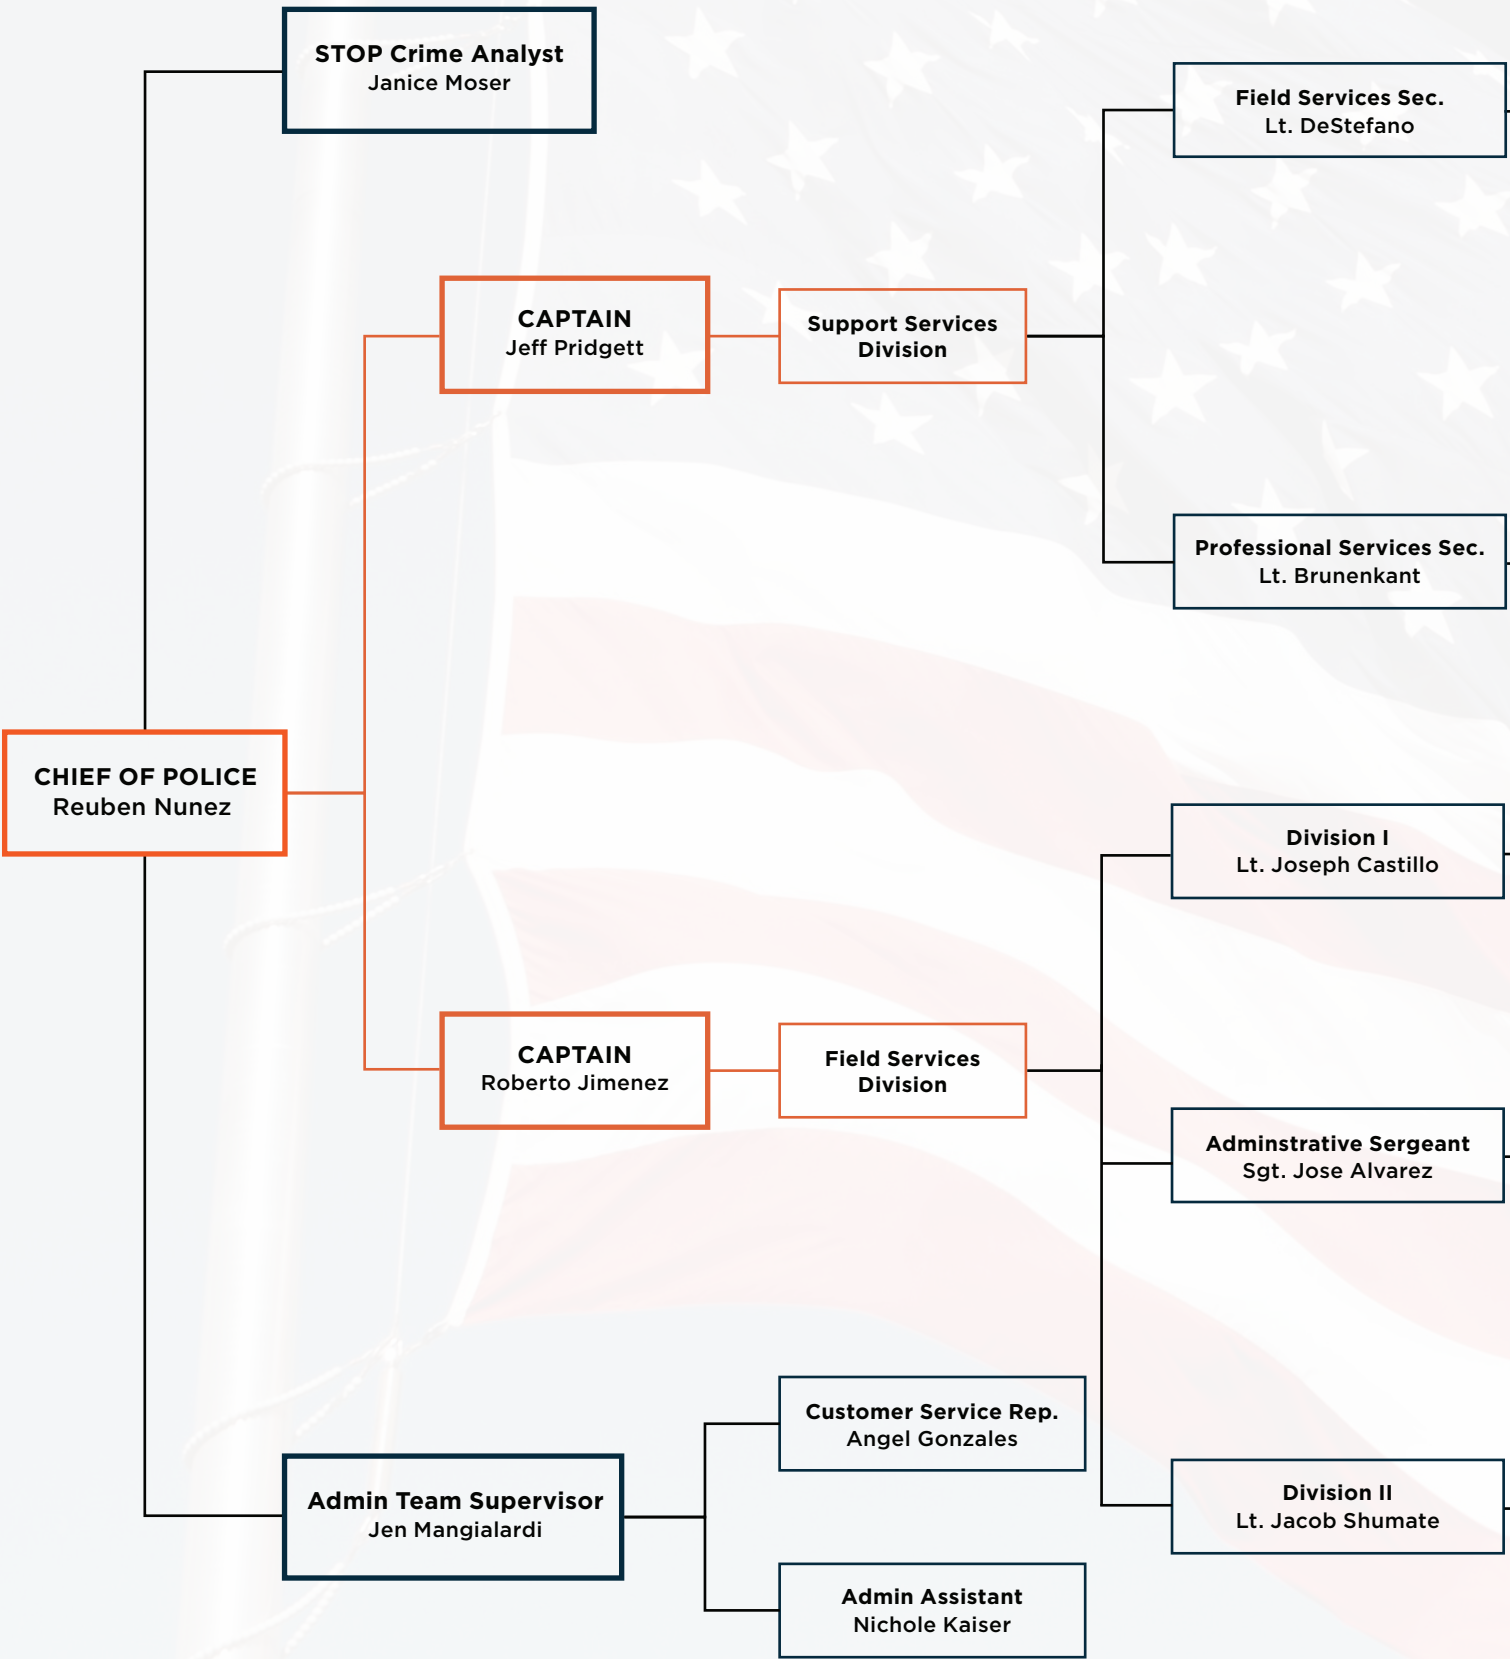 STOP Crime Analyst
Janice Moser
Field Services Sec.
Lt. DeStefano
CAPTAIN
Jeff Pridgett
Support Services
Division
Professional Services Sec.
Lt. Brunenkant
CHIEF OF POLICE
Reuben Nunez
Division I
Lt. Joseph Castillo
CAPTAIN
Roberto Jimenez
Field Services
Division
Adminstrative Sergeant
Sgt. Jose Alvarez
Customer Service Rep.
Angel Gonzales
Admin Team Supervisor
Jen Mangialardi
Division II
Lt. Jacob Shumate
Admin Assistant
Nichole Kaiser